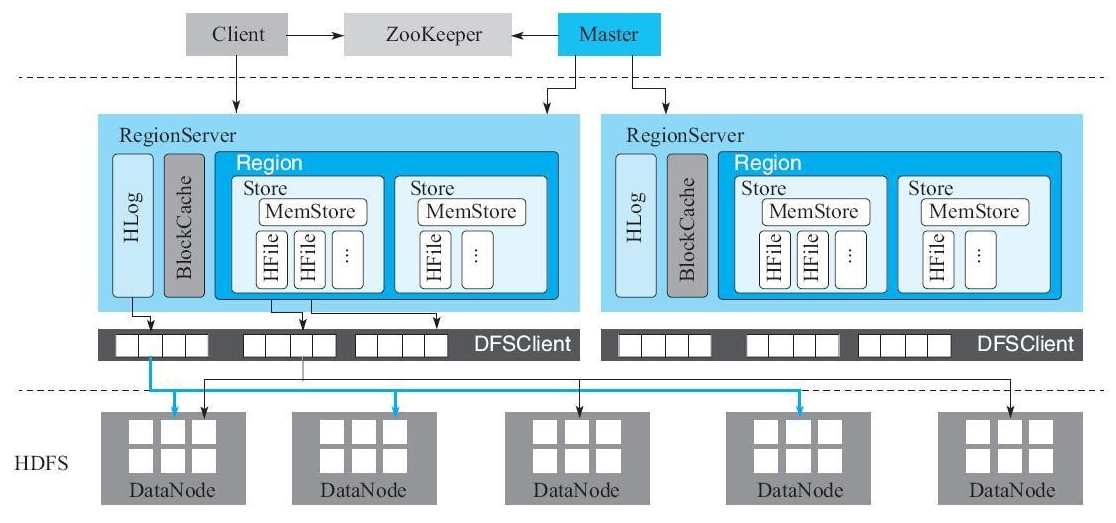 Client
ZooKeeper
Master
RegionServer
HLog
BlockCache
Region
Store
MemStore
HFile
HFile
...
Store
MemStore
HFile
...
DFSClient
RegionServer
HLog
BlockCache
Region
Store
MemStore
HFile
HFile
...
Store
MemStore
HFile
...
DFSClient
HDFS
DataNode
DataNode
DataNode
DataNode
DataNode